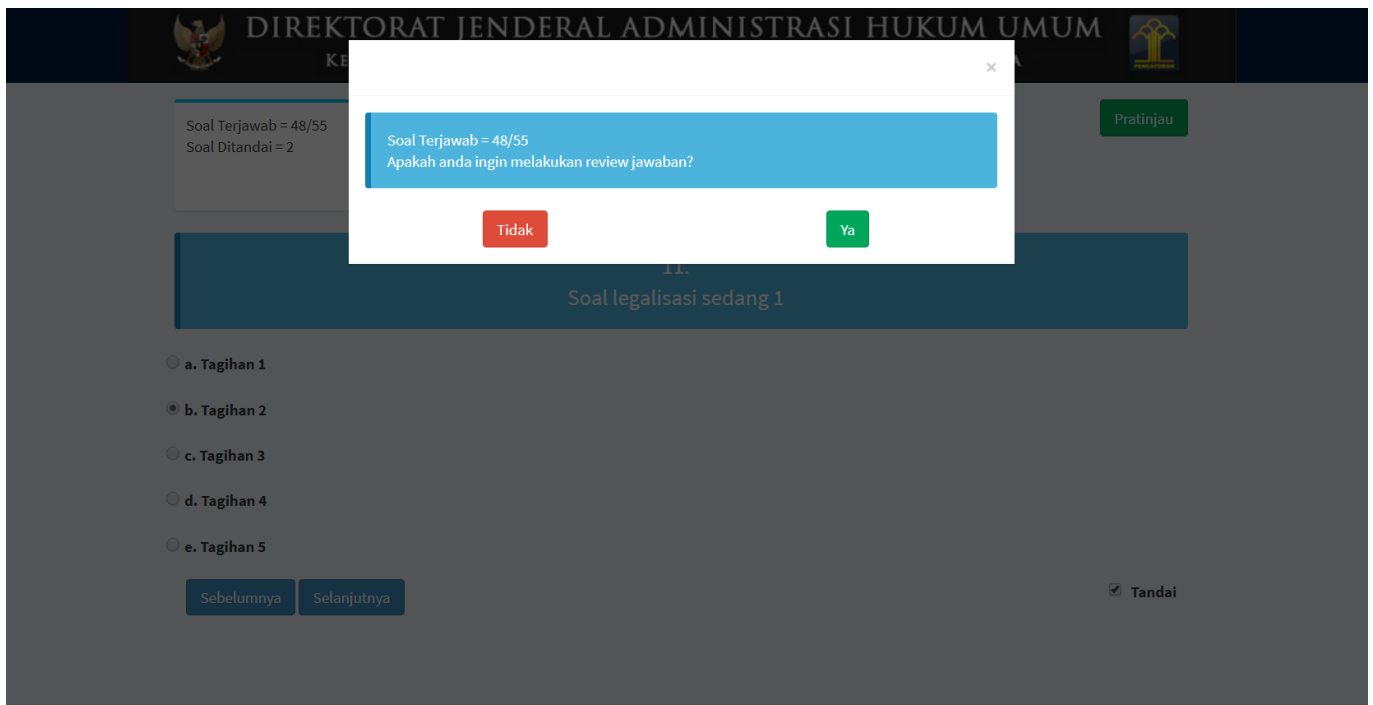 DIREKTORAT JENDERAL ADMINISTRASI HUKUM UMUM
×
Soal Terjawab = 48/55
Soal Ditandai = 2
Pratinjau
Soal Terjawab = 48/55
Apakah anda ingin melakukan review jawaban?
Tidak
Ya
11.
Soal legalisasi sedang 1
a. Tagihan 1
b. Tagihan 2
c. Tagihan 3
d. Tagihan 4
e. Tagihan 5
Sebelumnya
Selanjutnya
Tandai